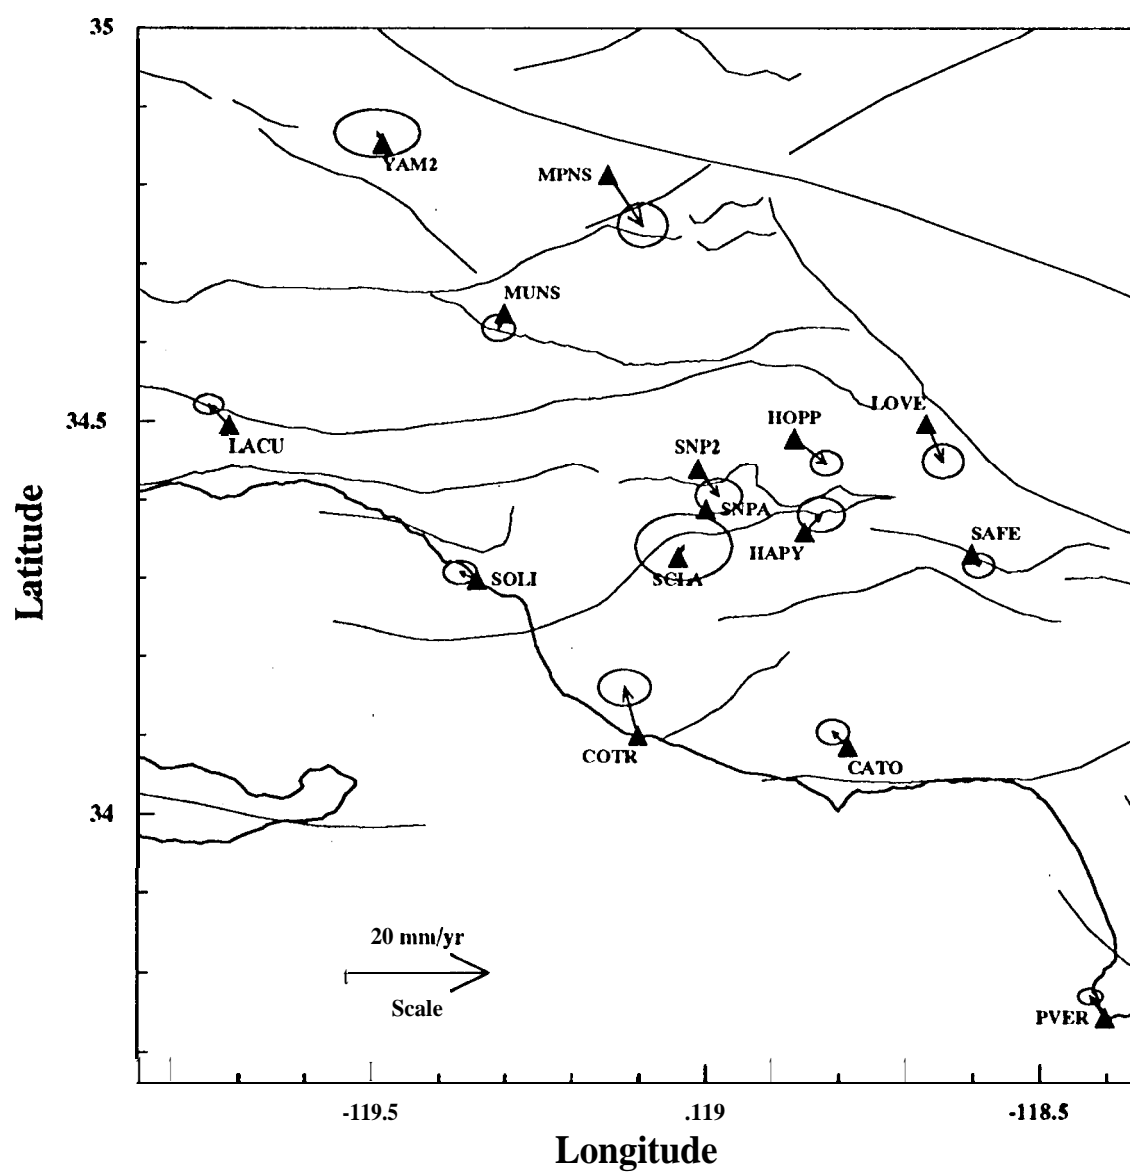 35
YAM2
MPNS
MUNS
34.5
LACU
HOPP
LOVE
SNP2
SNPA
HAPY
SAFE
SCLA
SOLI
Latitude
COTR
CATO
34
20 mm/yr
Scale
PVER
-119.5
.119
-118.5
Longitude